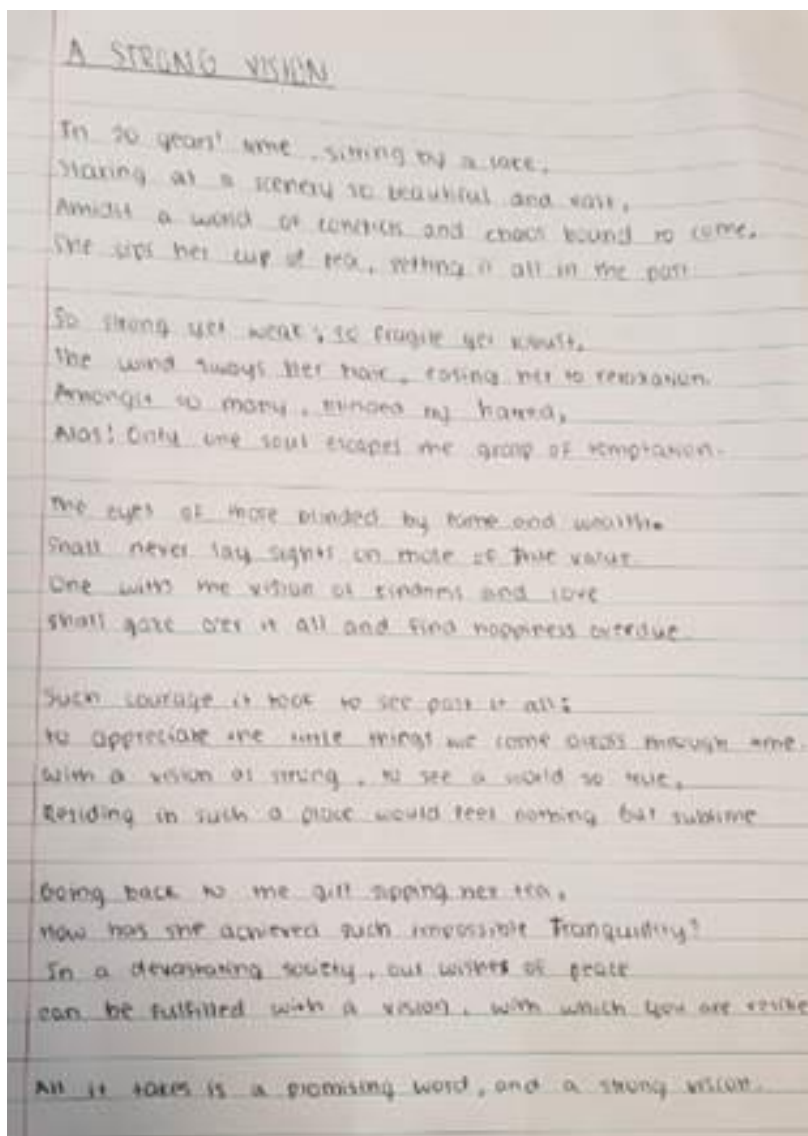 A STRONG VISION
In 20 years' time, sitting by a lake,
Staring at a scenery so beautiful and vast,
Amidst a world of conflicts and chaos bound to come,
She sips her cup of tea, setting it all in the past
So strong yet weak, so fragile yet robust,
The wind sways her hair, easing her to relaxation.
Amongst so many, blinded by hatred,
Alas! Only one soul escapes the grasp of temptation.
The eyes of those blinded by fame and wealth
Shall never lay sights on those of true value
One with the vision of kindness and love
shall gaze over it all and find happiness overdue
Such courage it took to see past it all;
to appreciate the little things we come across through time.
With a vision as strong, to see a world so true,
Residing in such a place would feel nothing but sublime
Going back to the girl sipping her tea,
How has she achieved such impossible Tranquility?
In a devastating society, our wishes of peace
can be fulfilled with a vision, with which you are
All it takes is a promising word, and a strong vision.